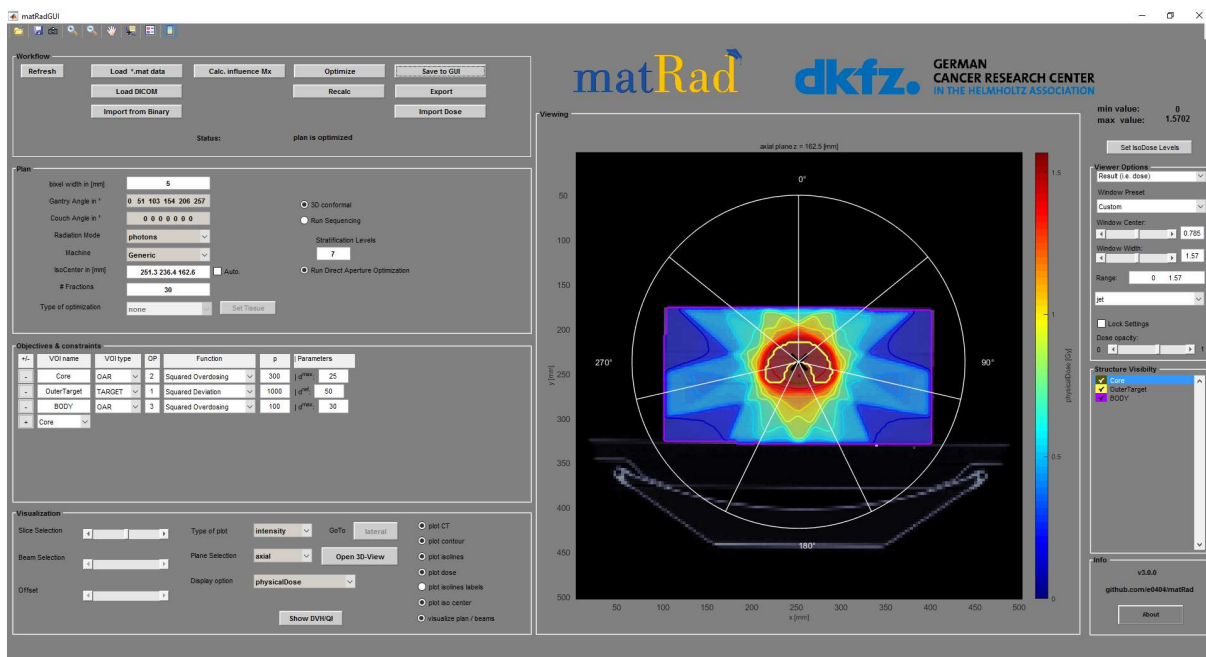 matRadGUI
Workflow
Refresh Load *.mat data Calc. influence Mx Optimize Save to GUI
Load DICOM Recalc Export
Import from Binary Import Dose
Status: plan is optimized
matRad
dkfz.
GERMAN
CANCER RESEARCH CENTER
IN THE HELMHOLTZ ASSOCIATION
Plan
bixel width in [mm] 5
Gantry Angle in ° 0 51 103 154 206 257
Couch Angle in ° 0 0 0 0 0 0 0
Radiation Mode photons
Machine Generic
IsoCenter in [mm] 251.3 236.4 162.6 Auto.
# Fractions 30
Type of optimization none Set Tissue
3D conformal
Run Sequencing
Stratification Levels
7
Run Direct Aperture Optimization
Objectives & constraints
+/- VOI name VOI type OP Function p | Parameters
- Core OAR 2 Squared Overdosing 300 | d^max: 25
- OuterTarget TARGET 1 Squared Deviation 1000 | d^ref: 50
- BODY OAR 3 Squared Overdosing 100 | d^max: 30
+ Core
Visualization
Slice Selection
Beam Selection
Offset
Type of plot intensity GoTo lateral
Plane Selection axial Open 3D-View
Display option physicalDose
Show DVH/QI
plot CT
plot contour
plot isolines
plot dose
plot isolines labels
plot iso center
visualize plan / beams
Viewing
axial plane z = 162.5 [mm]
0°
90°
180°
270°
50
100
150
200
250
300
350
400
450
500
y [mm]
50 100 150 200 250 300 350 400 450 500
x [mm]
1.5
1
0.5
0
physicalDose [Gy]
min value: 0
max value: 1.5702
Set IsoDose Levels
Viewer Options
Result (i.e. dose)
Window Preset
Custom
Window Center:
0.785
Window Width:
1.57
Range: 0 1.57
jet
Lock Settings
Dose opacity:
0 1
Structure Visibilty
Core
OuterTarget
BODY
Info
v3.0.0
github.com/e0404/matRad
About